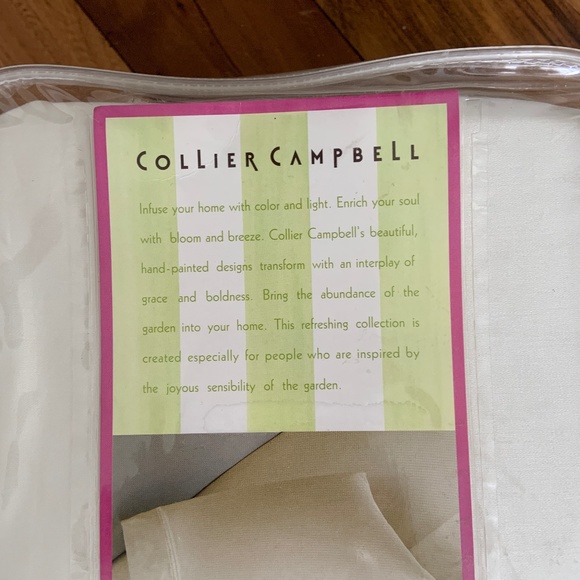 COLLIER CAMPBELL
Infuse your home with color and light. Enrich your soul
with bloom and breeze. Collier Campbell's beautiful,
hand-painted designs transform with an interplay of
grace and boldness. Bring the abundance of the
garden into your home. This refreshing collection is
created especially for people who are inspired by
the joyous sensibility of the garden.